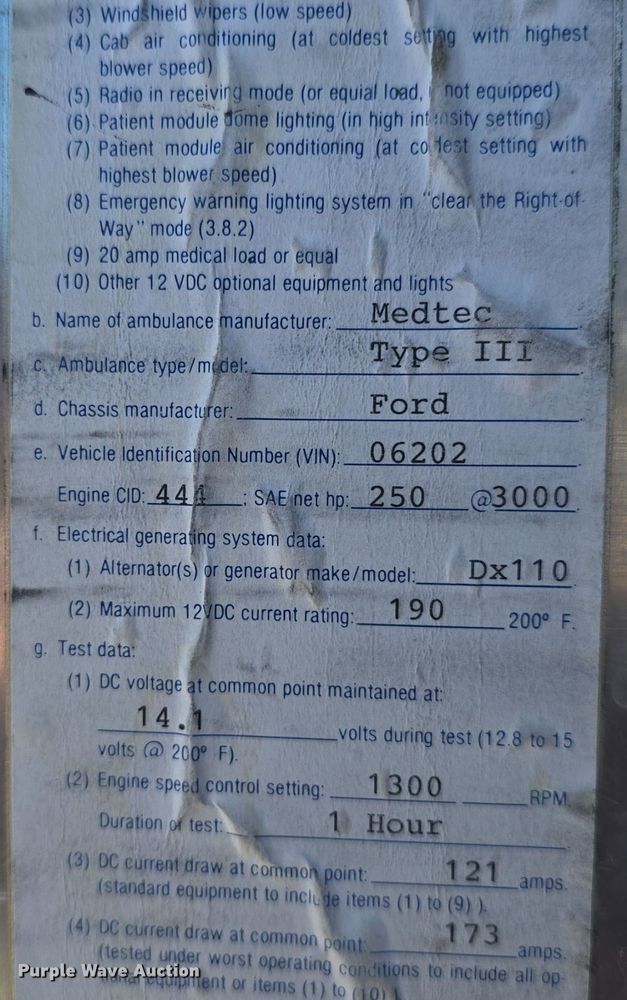 (3) Windshield wipers (low speed)
(4) Cab air conditioning (at coldest setting with highest
blower speed)
(5) Radio in receiving mode (or equial load, not equipped)
(6) Patient module dome lighting (in high intensity setting)
(7) Patient module air conditioning (at coldest setting with
highest blower speed)
(8) Emergency warning lighting system in "clear the Right-of-
Way" mode (3.8.2)
(9) 20 amp medical load or equal
(10) Other 12 VDC optional equipment and lights
b. Name of ambulance manufacturer: Medtec
c. Ambulance type/model: Type III
d. Chassis manufacturer: Ford
e. Vehicle Identification Number (VIN): 06202
Engine CID: 444 ; SAE net hp: 250 @3000
f. Electrical generating system data:
(1) Alternator(s) or generator make/model: Dx110
(2) Maximum 12VDC current rating: 190 200° F.
g. Test data:
(1) DC voltage at common point maintained at:
14.1 volts during test (12.8 to 15
volts @ 200° F).
(2) Engine speed control setting: 1300 RPM
Duration of test: 1 Hour
(3) DC current draw at common point: 121 amps.
(standard equipment to include items (1) to (9) ).
(4) DC current draw at common point: 173 amps.
(tested under worst operating conditions to include all op-
tional equipment or items (1) to (10) )
Purple Wave Auction